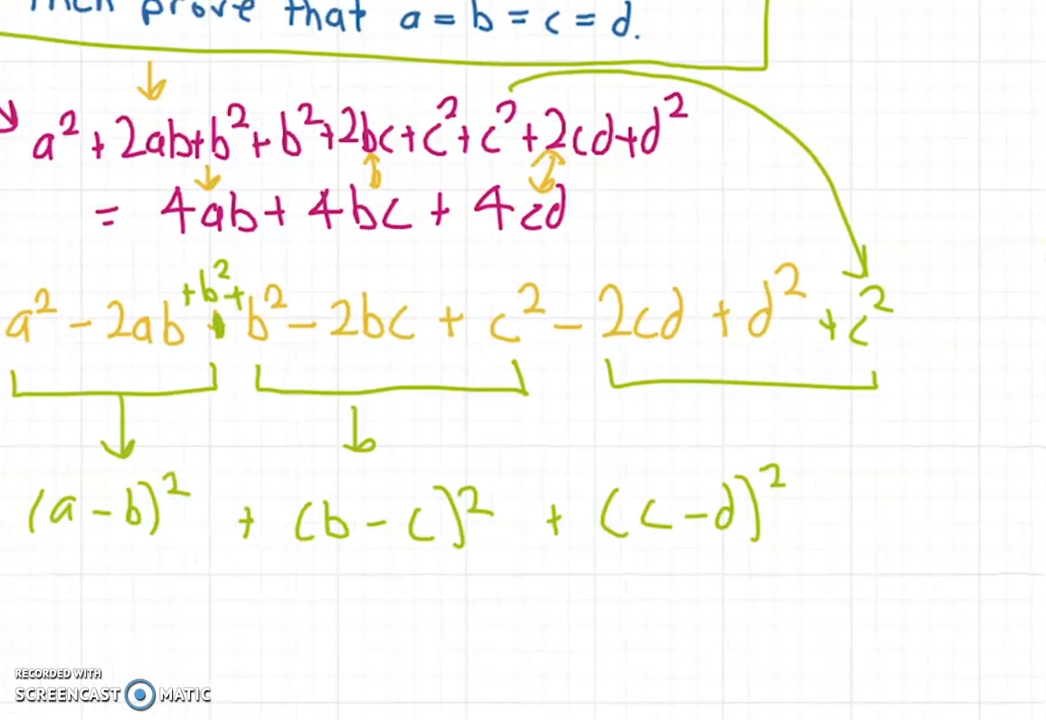 Then prove that a = b = c = d.
a² + 2ab + b² + b² + 2bc + c² + c² + 2cd + d²
= 4ab + 4bc + 4cd
a² - 2ab + b² + b² - 2bc + c² - 2cd + d² + c²
(a - b)² + (b - c)² + (c - d)²
RECORDED WITH
SCREENCAST MATIC